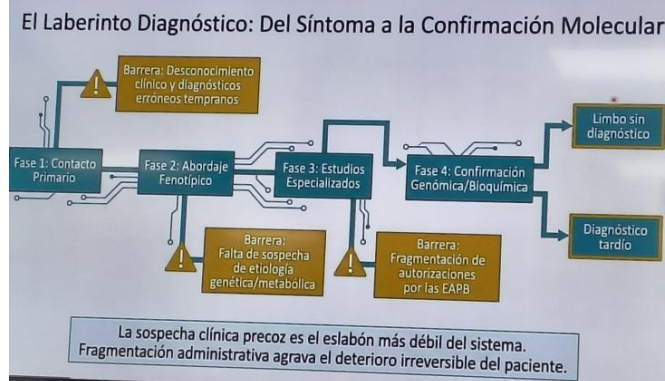 El Laberinto Diagnóstico: Del Síntoma a la Confirmación Molecular
Barrera: Desconocimiento
clínico y diagnósticos
erróneos tempranos
Fase 1: Contacto
Primario
Fase 2: Abordaje
Fenotípico
Fase 3: Estudios
Especializados
Fase 4: Confirmación
Genómica/Bioquímica
Limbo sin
diagnóstico
Diagnóstico
tardío
Barrera:
Falta de sospecha
de etiología
genética/metabólica
Barrera:
Fragmentación de
autorizaciones
por las EAPB
La sospecha clínica precoz es el eslabón más débil del sistema.
Fragmentación administrativa agrava el deterioro irreversible del paciente.